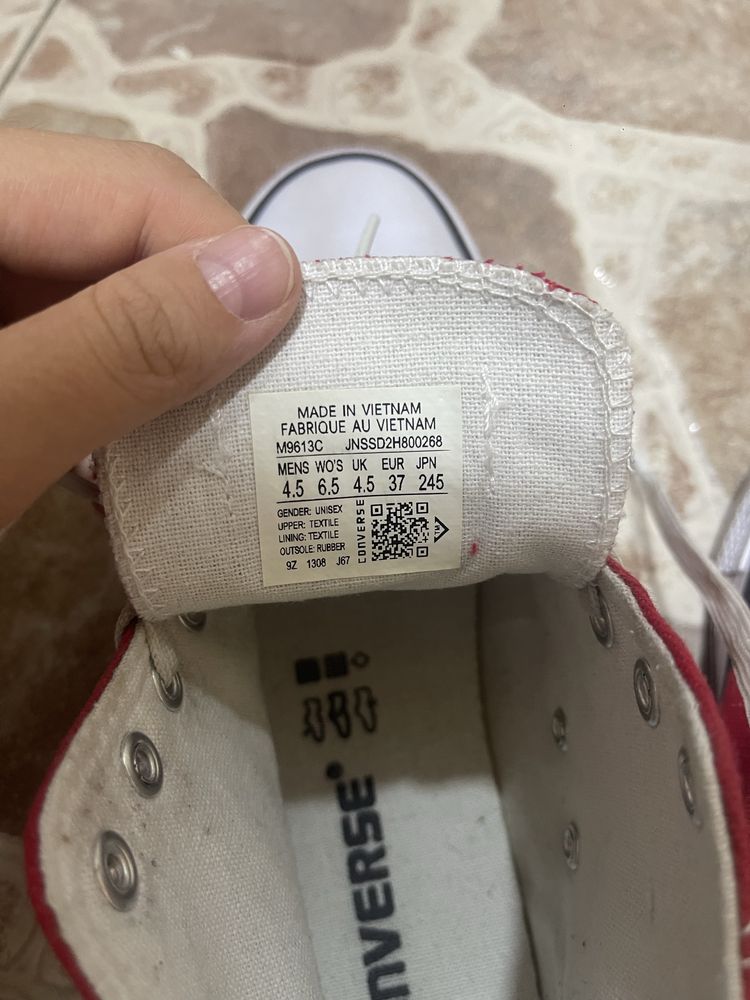 MADE IN VIETNAM
FABRIQUE AU VIETNAM
M9613C JNSSD2H800268
MENS WO'S UK EUR JPN
4.5 6.5 4.5 37 245
GENDER: UNISEX
UPPER: TEXTILE
LINING: TEXTILE
OUTSOLE: RUBBER
9Z 1308 J67
CONVERSE
NVERSE